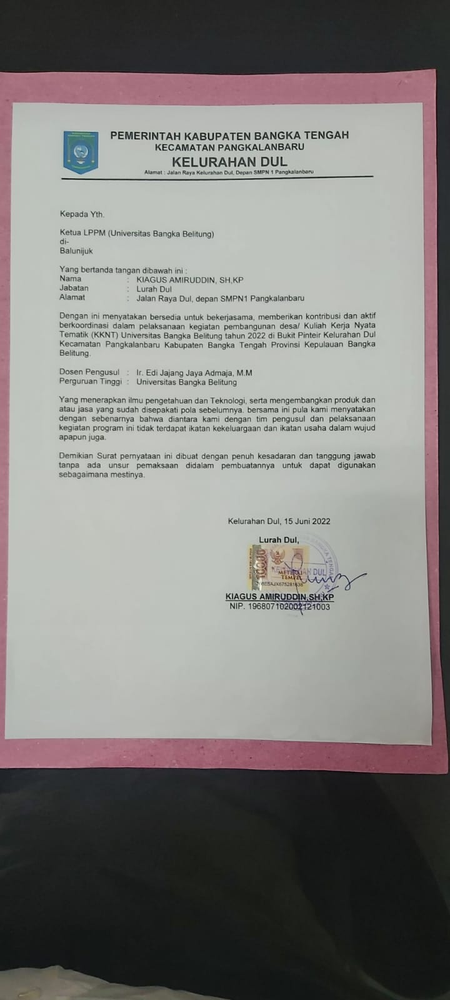 PEMERINTAH KABUPATEN BANGKA TENGAH
KECAMATAN PANGKALANBARU
KELURAHAN DUL
Alamat : Jalan Raya Kelurahan Dul, Depan SMPN 1 Pangkalanbaru
Kepada Yth.
Ketua LPPM (Universitas Bangka Belitung)
di-
Balunijuk
Yang bertanda tangan dibawah ini :
Nama : KIAGUS AMIRUDDIN, SH,KP
Jabatan : Lurah Dul
Alamat : Jalan Raya Dul, depan SMPN1 Pangkalanbaru
Dengan ini menyatakan bersedia untuk bekerjasama, memberikan kontribusi dan aktif
berkoordinasi dalam pelaksanaan kegiatan pembangunan desa/ Kuliah Kerja Nyata
Tematik (KKNT) Universitas Bangka Belitung tahun 2022 di Bukit Pinteir Kelurahan Dul
Kecamatan Pangkalanbaru Kabupaten Bangka Tengah Provinsi Kepulauan Bangka
Belitung.
Dosen Pengusul : Ir. Edi Jajang Jaya Admaja, M.M
Perguruan Tinggi : Universitas Bangka Belitung
Yang menerapkan ilmu pengetahuan dan Teknologi, serta mengembangkan produk dan
atau jasa yang sudah disepakati pola sebelumnya. bersama ini pula kami menyatakan
dengan sebenarnya bahwa diantara kami dengan tim pengusul dan pelaksanaan
kegiatan program ini tidak terdapat ikatan kekeluargaan dan ikatan usaha dalam wujud
apapun juga.
Demikian Surat pernyataan ini dibuat dengan penuh kesadaran dan tanggung jawab
tanpa ada unsur pemaksaan didalam pembuatannya untuk dapat digunakan
sebagaimana mestinya.
Kelurahan Dul, 15 Juni 2022
Lurah Dul,
10000
METERAI
TEMPEL
KIAGUS AMIRUDDIN,SH,KP
NIP. 196807102002121003